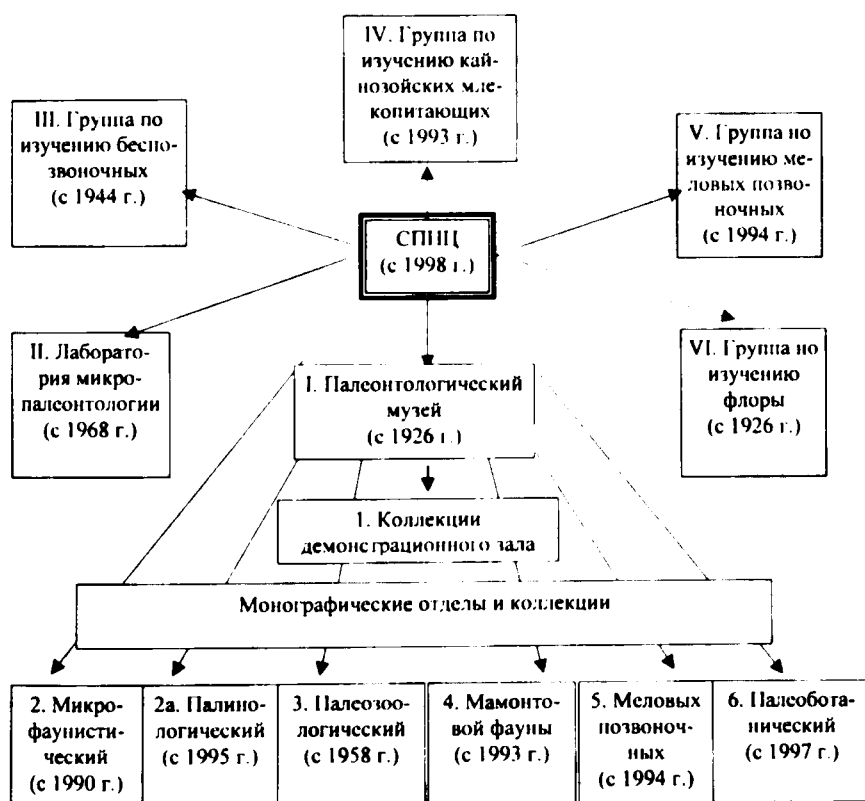 IV. Группа по
изучению кай-
нозойских мле-
копитающих
(с 1993 г.)
III. Группа по
изучению беспо-
звоночных
(с 1944 г.)
V. Группа по
изучению ме-
ловых позво-
ночных
(с 1994 г.)
СПНЦ
(с 1998 г.)
II. Лаборато-
рия микро-
палеонтологии
(с 1968 г.)
I. Палеонтологический
музей
(с 1926 г.)
VI. Группа по
изучению
флоры
(с 1926 г.)
1. Коллекции
демонстрационного зала
Монографические отделы и коллекции
2. Микро-
фаунисти-
ческий
(с 1990 г.)
2а. Палино-
логический
(с 1995 г.)
3. Палеозоо-
логический
(с 1958 г.)
4. Мамонто-
вой фауны
(с 1993 г.)
5. Меловых
позвоноч-
ных
(с 1994 г.)
6. Палеобота-
нический
(с 1997 г.)